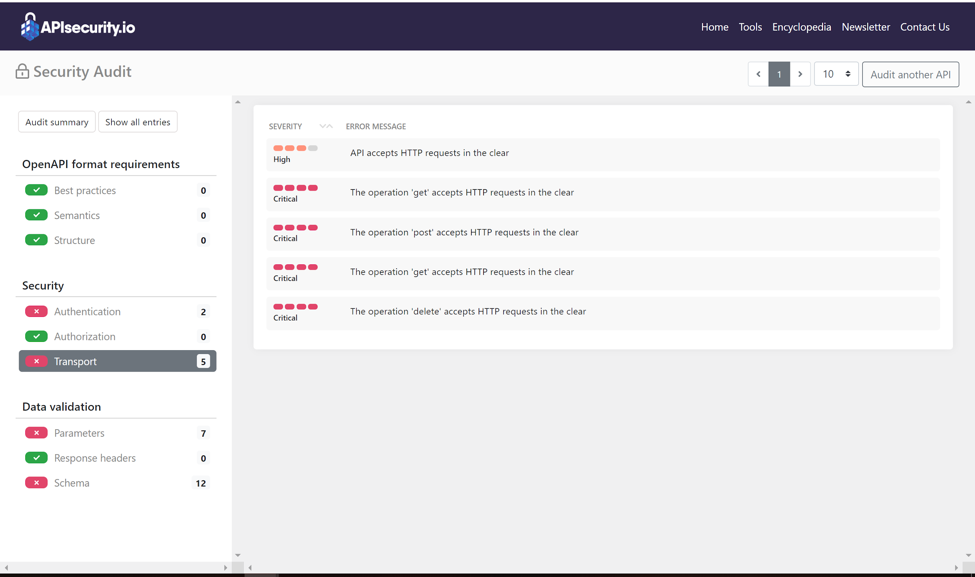 APIsecurity.io
Home Tools Encyclopedia Newsletter Contact Us
Security Audit
1 10 Audit another API
Audit summary Show all entries
OpenAPI format requirements
Best practices 0
Semantics 0
Structure 0
Security
Authentication 2
Authorization 0
Transport 5
Data validation
Parameters 7
Response headers 0
Schema 12
SEVERITY ERROR MESSAGE
High API accepts HTTP requests in the clear
Critical The operation 'get' accepts HTTP requests in the clear
Critical The operation 'post' accepts HTTP requests in the clear
Critical The operation 'get' accepts HTTP requests in the clear
Critical The operation 'delete' accepts HTTP requests in the clear